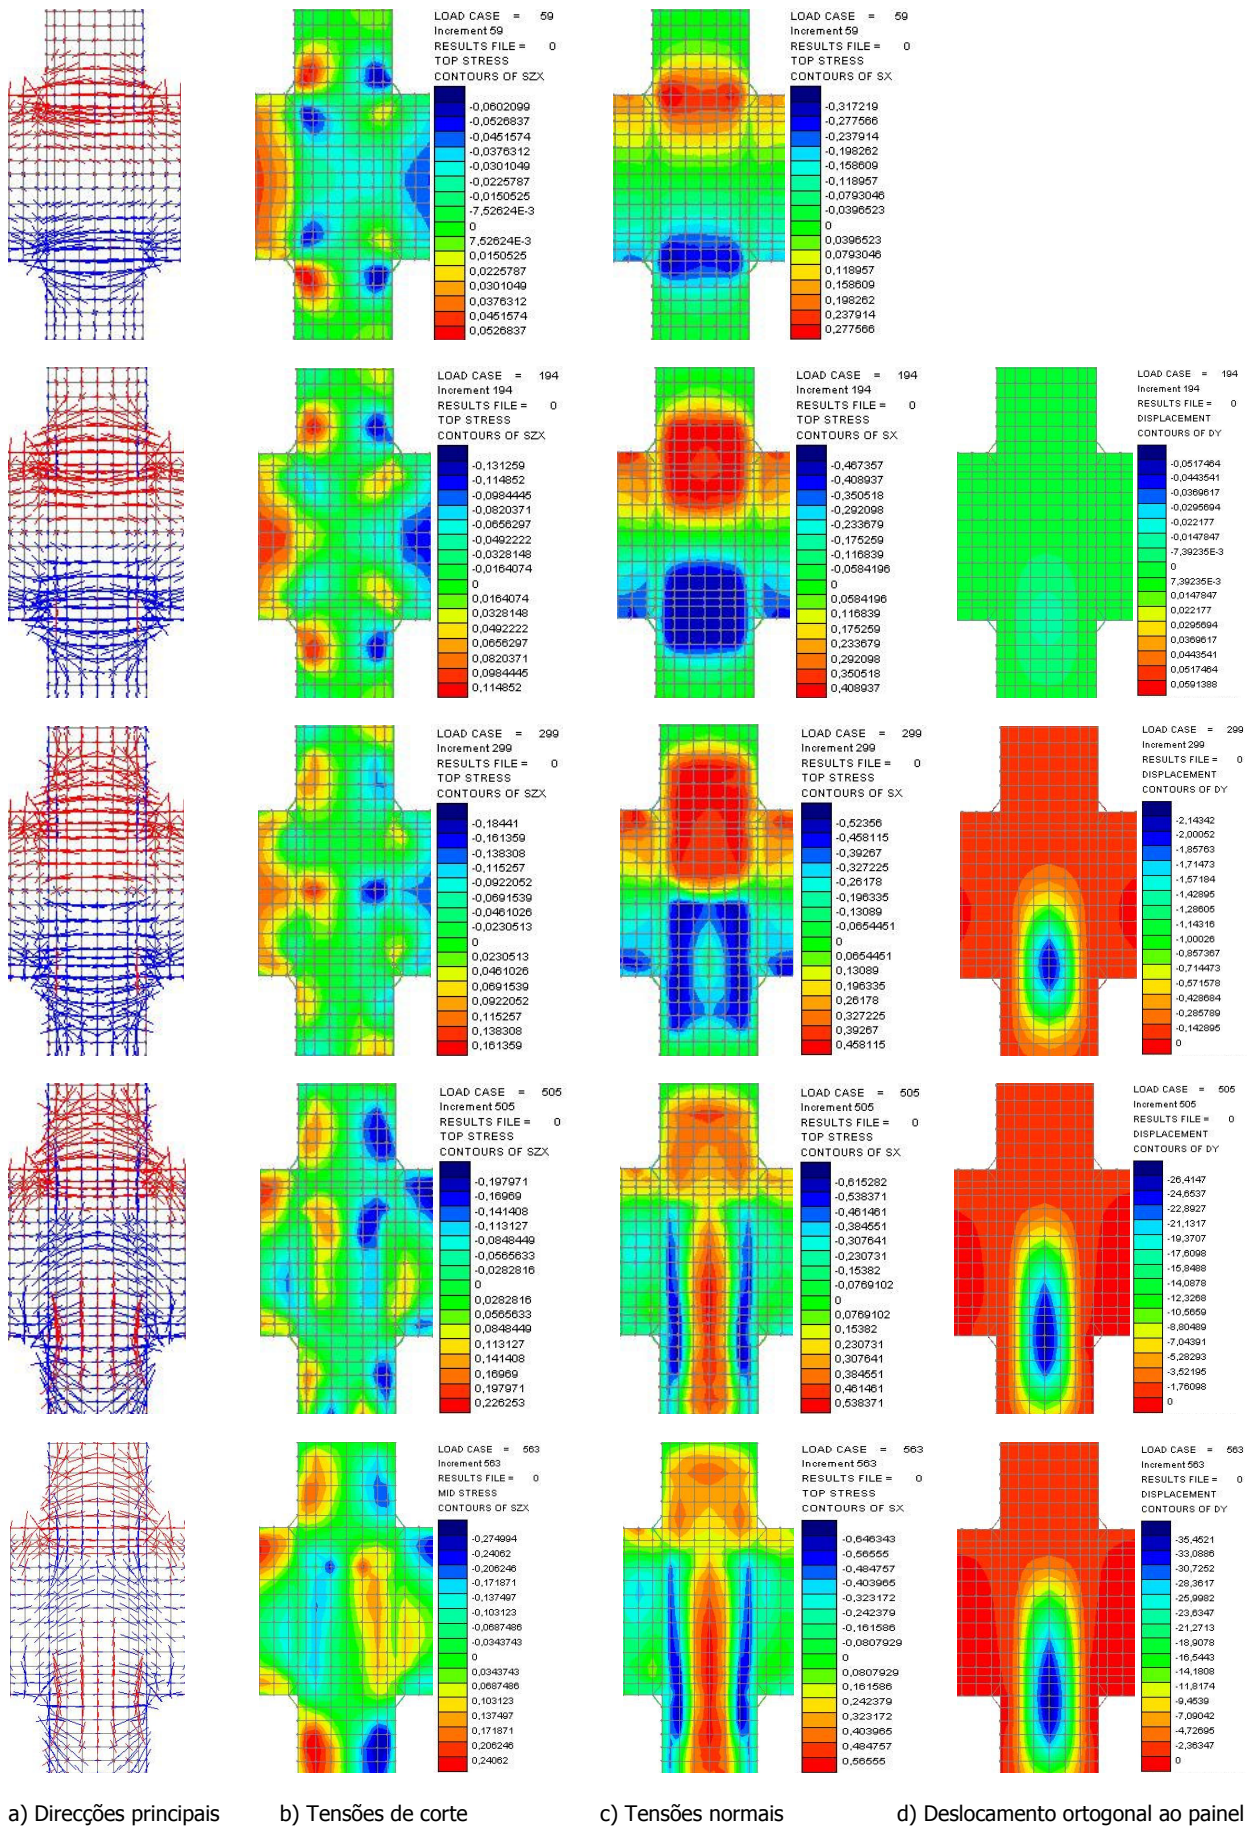 LOAD CASE = 59
Increment 59
RESULTS FILE = 0
TOP STRESS
CONTOURS OF SZX
-0,0602099
-0,0526837
-0,0451574
-0,0376312
-0,0301049
-0,0225787
-0,0150525
-7,52624E-3
0
7,52624E-3
0,0150525
0,0225787
0,0301049
0,0376312
0,0451574
0,0526837
LOAD CASE = 59
Increment 59
RESULTS FILE = 0
TOP STRESS
CONTOURS OF SX
-0,317219
-0,277566
-0,237914
-0,198262
-0,158609
-0,118957
-0,0793046
-0,0396523
0
0,0396523
0,0793046
0,118957
0,158609
0,198262
0,237914
0,277566
LOAD CASE = 194
Increment 194
RESULTS FILE = 0
TOP STRESS
CONTOURS OF SZX
-0,131259
-0,114852
-0,0984445
-0,0820371
-0,0656297
-0,0492222
-0,0328148
-0,0164074
0
0,0164074
0,0328148
0,0492222
0,0656297
0,0820371
0,0984445
0,114852
LOAD CASE = 194
Increment 194
RESULTS FILE = 0
TOP STRESS
CONTOURS OF SX
-0,467357
-0,408937
-0,350518
-0,292098
-0,233679
-0,175259
-0,116839
-0,0584196
0
0,0584196
0,116839
0,175259
0,233679
0,292098
0,350518
0,408937
LOAD CASE = 194
Increment 194
RESULTS FILE = 0
DISPLACEMENT
CONTOURS OF DY
-0,0517464
-0,0443541
-0,0369617
-0,0295694
-0,022177
-0,0147847
-7,39235E-3
0
7,39235E-3
0,0147847
0,022177
0,0295694
0,0369617
0,0443541
0,0517464
0,0591388
LOAD CASE = 299
Increment 299
RESULTS FILE = 0
TOP STRESS
CONTOURS OF SZX
-0,18441
-0,161359
-0,138308
-0,115257
-0,0922052
-0,0691539
-0,0461026
-0,0230513
0
0,0230513
0,0461026
0,0691539
0,0922052
0,115257
0,138308
0,161359
LOAD CASE = 299
Increment 299
RESULTS FILE = 0
TOP STRESS
CONTOURS OF SX
-0,52356
-0,458115
-0,39267
-0,327225
-0,26178
-0,196335
-0,13089
-0,0654451
0
0,0654451
0,13089
0,196335
0,26178
0,327225
0,39267
0,458115
LOAD CASE = 299
Increment 299
RESULTS FILE = 0
DISPLACEMENT
CONTOURS OF DY
-2,14342
-2,00052
-1,85763
-1,71473
-1,57184
-1,42895
-1,28605
-1,14316
-1,00026
-0,857367
-0,714473
-0,571578
-0,428684
-0,285789
-0,142895
0
LOAD CASE = 505
Increment 505
RESULTS FILE = 0
TOP STRESS
CONTOURS OF SZX
-0,197971
-0,16969
-0,141408
-0,113127
-0,0848449
-0,0565633
-0,0282816
0
0,0282816
0,0565633
0,0848449
0,113127
0,141408
0,16969
0,197971
0,226253
LOAD CASE = 505
Increment 505
RESULTS FILE = 0
TOP STRESS
CONTOURS OF SX
-0,615282
-0,538371
-0,461461
-0,384551
-0,307641
-0,230731
-0,15382
-0,0769102
0
0,0769102
0,15382
0,230731
0,307641
0,384551
0,461461
0,538371
LOAD CASE = 505
Increment 505
RESULTS FILE = 0
DISPLACEMENT
CONTOURS OF DY
-26,4147
-24,6537
-22,8927
-21,1317
-19,3707
-17,6098
-15,8488
-14,0878
-12,3268
-10,5659
-8,80489
-7,04391
-5,28293
-3,52195
-1,76098
0
LOAD CASE = 563
Increment 563
RESULTS FILE = 0
MID STRESS
CONTOURS OF SZX
-0,274994
-0,24062
-0,206246
-0,171871
-0,137497
-0,103123
-0,0687486
-0,0343743
0
0,0343743
0,0687486
0,103123
0,137497
0,171871
0,206246
0,24062
LOAD CASE = 563
Increment 563
RESULTS FILE = 0
TOP STRESS
CONTOURS OF SX
-0,646343
-0,56555
-0,484757
-0,403965
-0,323172
-0,242379
-0,161586
-0,0807929
0
0,0807929
0,161586
0,242379
0,323172
0,403965
0,484757
0,56555
LOAD CASE = 563
Increment 563
RESULTS FILE = 0
DISPLACEMENT
CONTOURS OF DY
-35,4521
-33,0886
-30,7252
-28,3617
-25,9982
-23,6347
-21,2713
-18,9078
-16,5443
-14,1808
-11,8174
-9,4539
-7,09042
-4,72695
-2,36347
0
a) Direcções principais b) Tensões de corte c) Tensões normais d) Deslocamento ortogonal ao painel